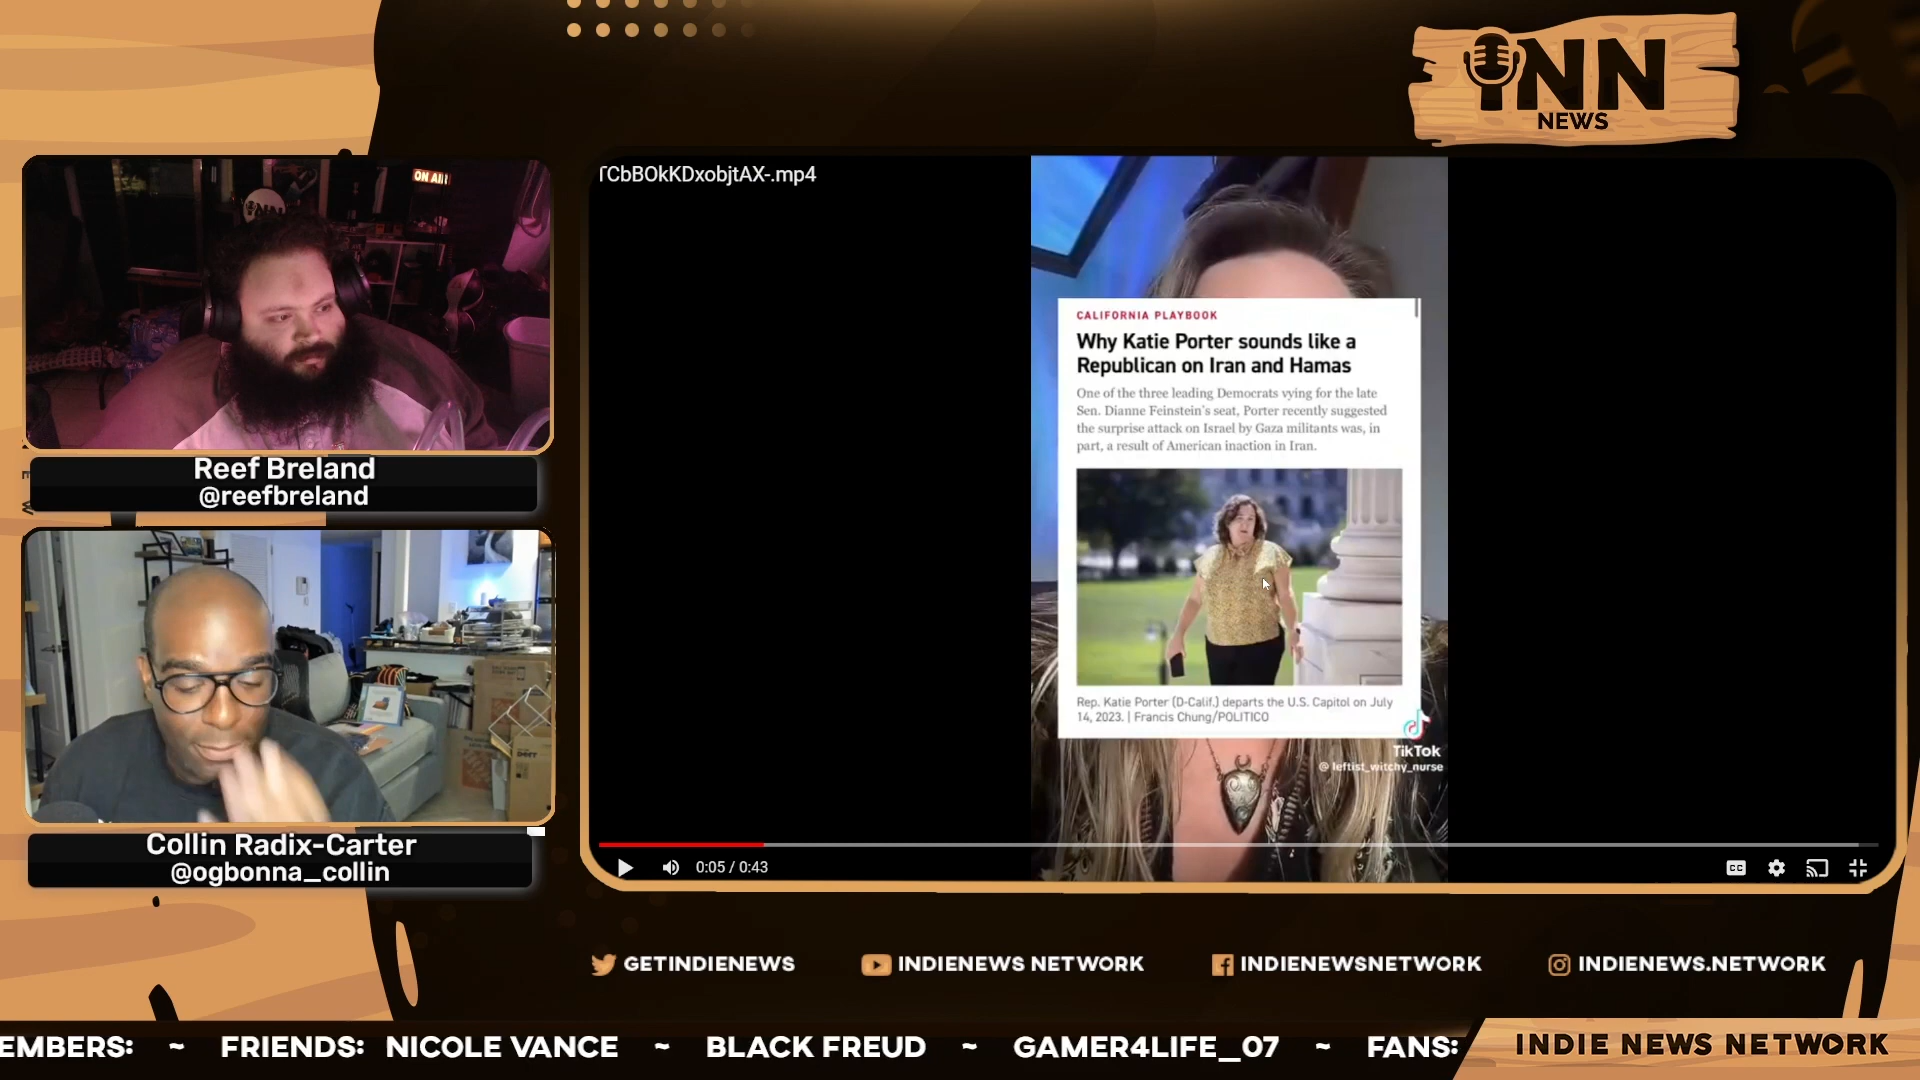 INN
NEWS
ON AIR
Reef Breland
@reefbreland
Collin Radix-Carter
@ogbonna_collin
CbBOkKDxobjtAX-.mp4
CALIFORNIA PLAYBOOK
Why Katie Porter sounds like a
Republican on Iran and Hamas
One of the three leading Democrats vying for the late
Sen. Dianne Feinstein's seat, Porter recently suggested
the surprise attack on Israel by Gaza militants was, in
part, a result of American inaction in Iran.
Rep. Katie Porter (D-Calif.) departs the U.S. Capitol on July
14, 2023. | Francis Chung/POLITICO
TikTok
@leftist_witchy_nurse
0:05 / 0:43
CC
GETINDIENEWS
INDIENEWS NETWORK
INDIENEWSNETWORK
INDIENEWS.NETWORK
EMBERS: ~ FRIENDS: NICOLE VANCE ~ BLACK FREUD ~ GAMER4LIFE_07 ~ FANS:
INDIE NEWS NETWORK